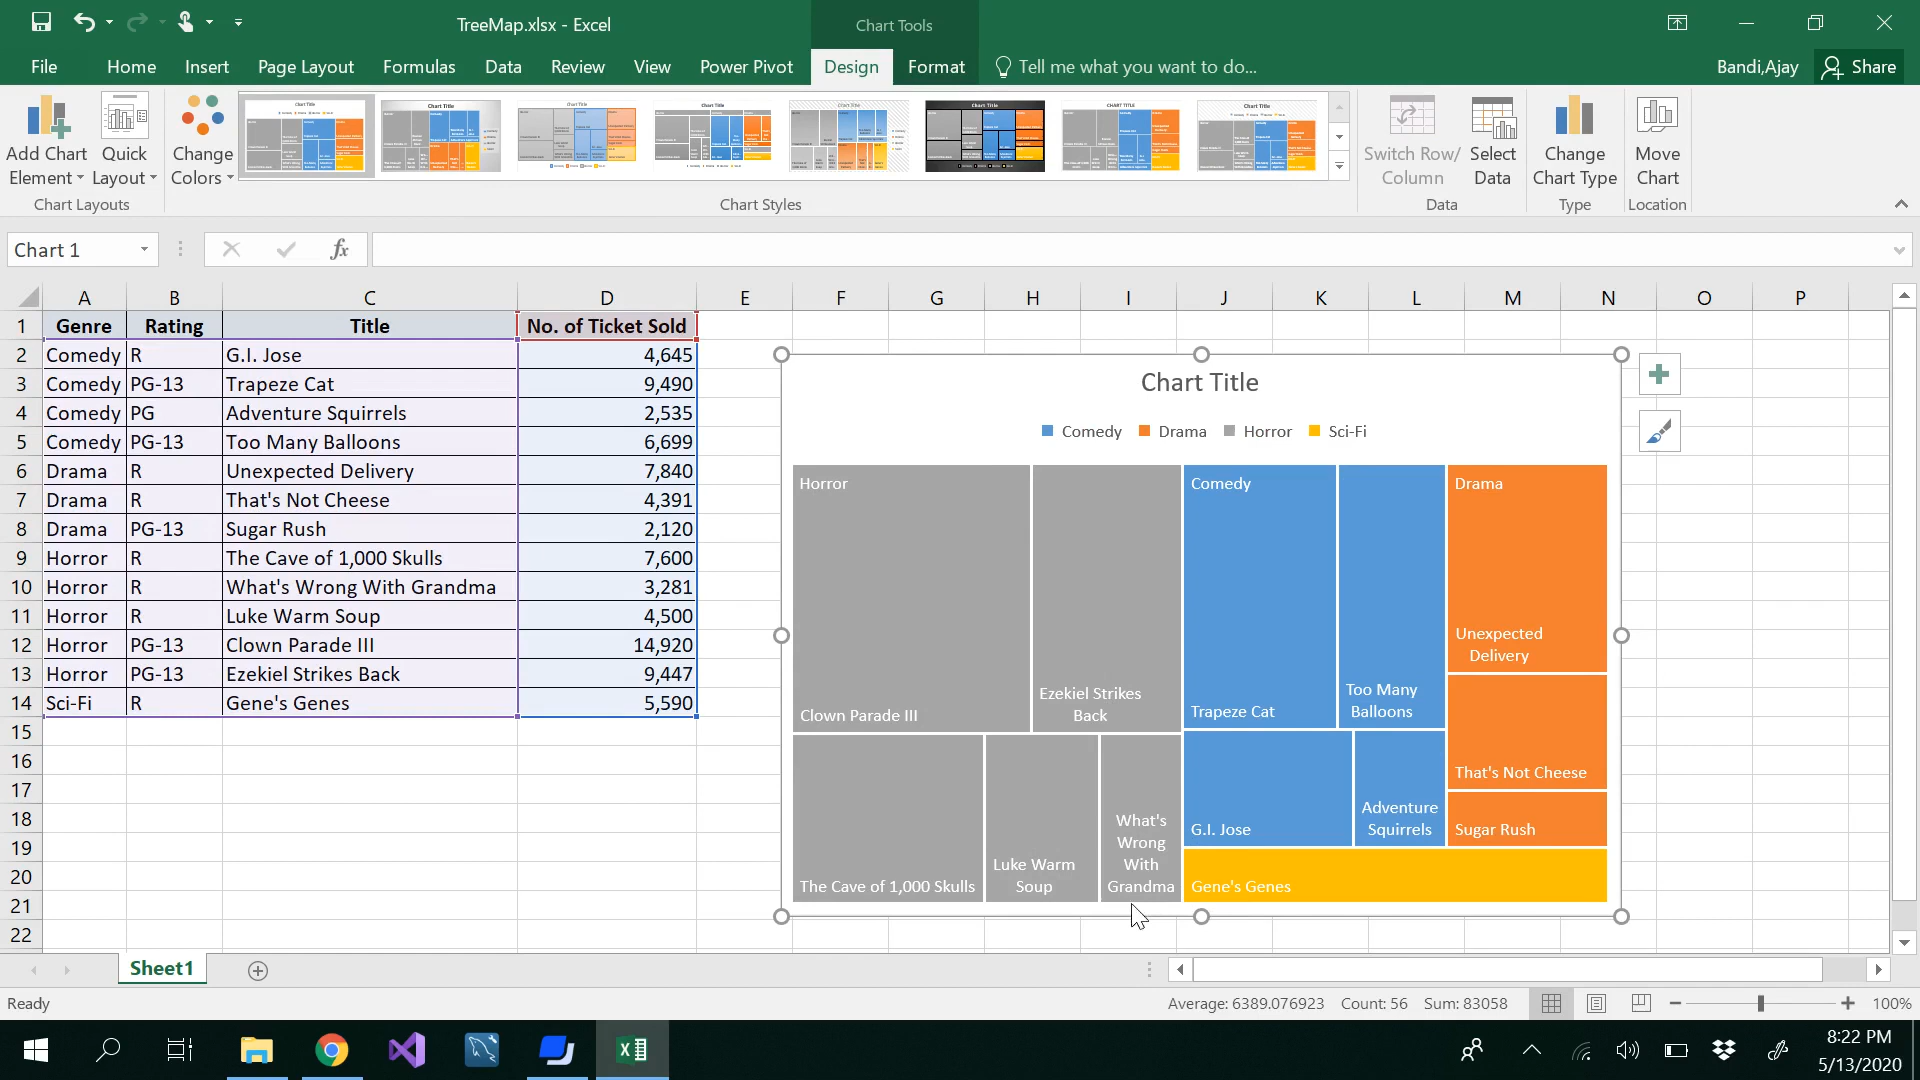 TreeMap.xlsx - Excel
Chart Tools
File Home Insert Page Layout Formulas Data Review View Power Pivot Design Format Tell me what you want to do... Bandi,Ajay Share
Add Chart Element
Quick Layout
Change Colors
Switch Row/ Column
Select Data
Change Chart Type
Move Chart
Chart Layouts
Chart Styles
Data
Type
Location
Chart 1
fx
A B C D E F G H I J K L M N O P
1 Genre Rating Title No. of Ticket Sold
2 Comedy R G.I. Jose 4,645
3 Comedy PG-13 Trapeze Cat 9,490
4 Comedy PG Adventure Squirrels 2,535
5 Comedy PG-13 Too Many Balloons 6,699
6 Drama R Unexpected Delivery 7,840
7 Drama R That's Not Cheese 4,391
8 Drama PG-13 Sugar Rush 2,120
9 Horror R The Cave of 1,000 Skulls 7,600
10 Horror R What's Wrong With Grandma 3,281
11 Horror R Luke Warm Soup 4,500
12 Horror PG-13 Clown Parade III 14,920
13 Horror PG-13 Ezekiel Strikes Back 9,447
14 Sci-Fi R Gene's Genes 5,590
15
16
17
18
19
20
21
22
Chart Title
Comedy Drama Horror Sci-Fi
Horror
Clown Parade III
Ezekiel Strikes
Back
The Cave of 1,000 Skulls
Luke Warm
Soup
What's
Wrong
With
Grandma
Comedy
Trapeze Cat
Too Many
Balloons
G.I. Jose
Adventure
Squirrels
Drama
Unexpected
Delivery
That's Not Cheese
Sugar Rush
Gene's Genes
Sheet1
Ready
Average: 6389.076923 Count: 56 Sum: 83058
100%
8:22 PM
5/13/2020